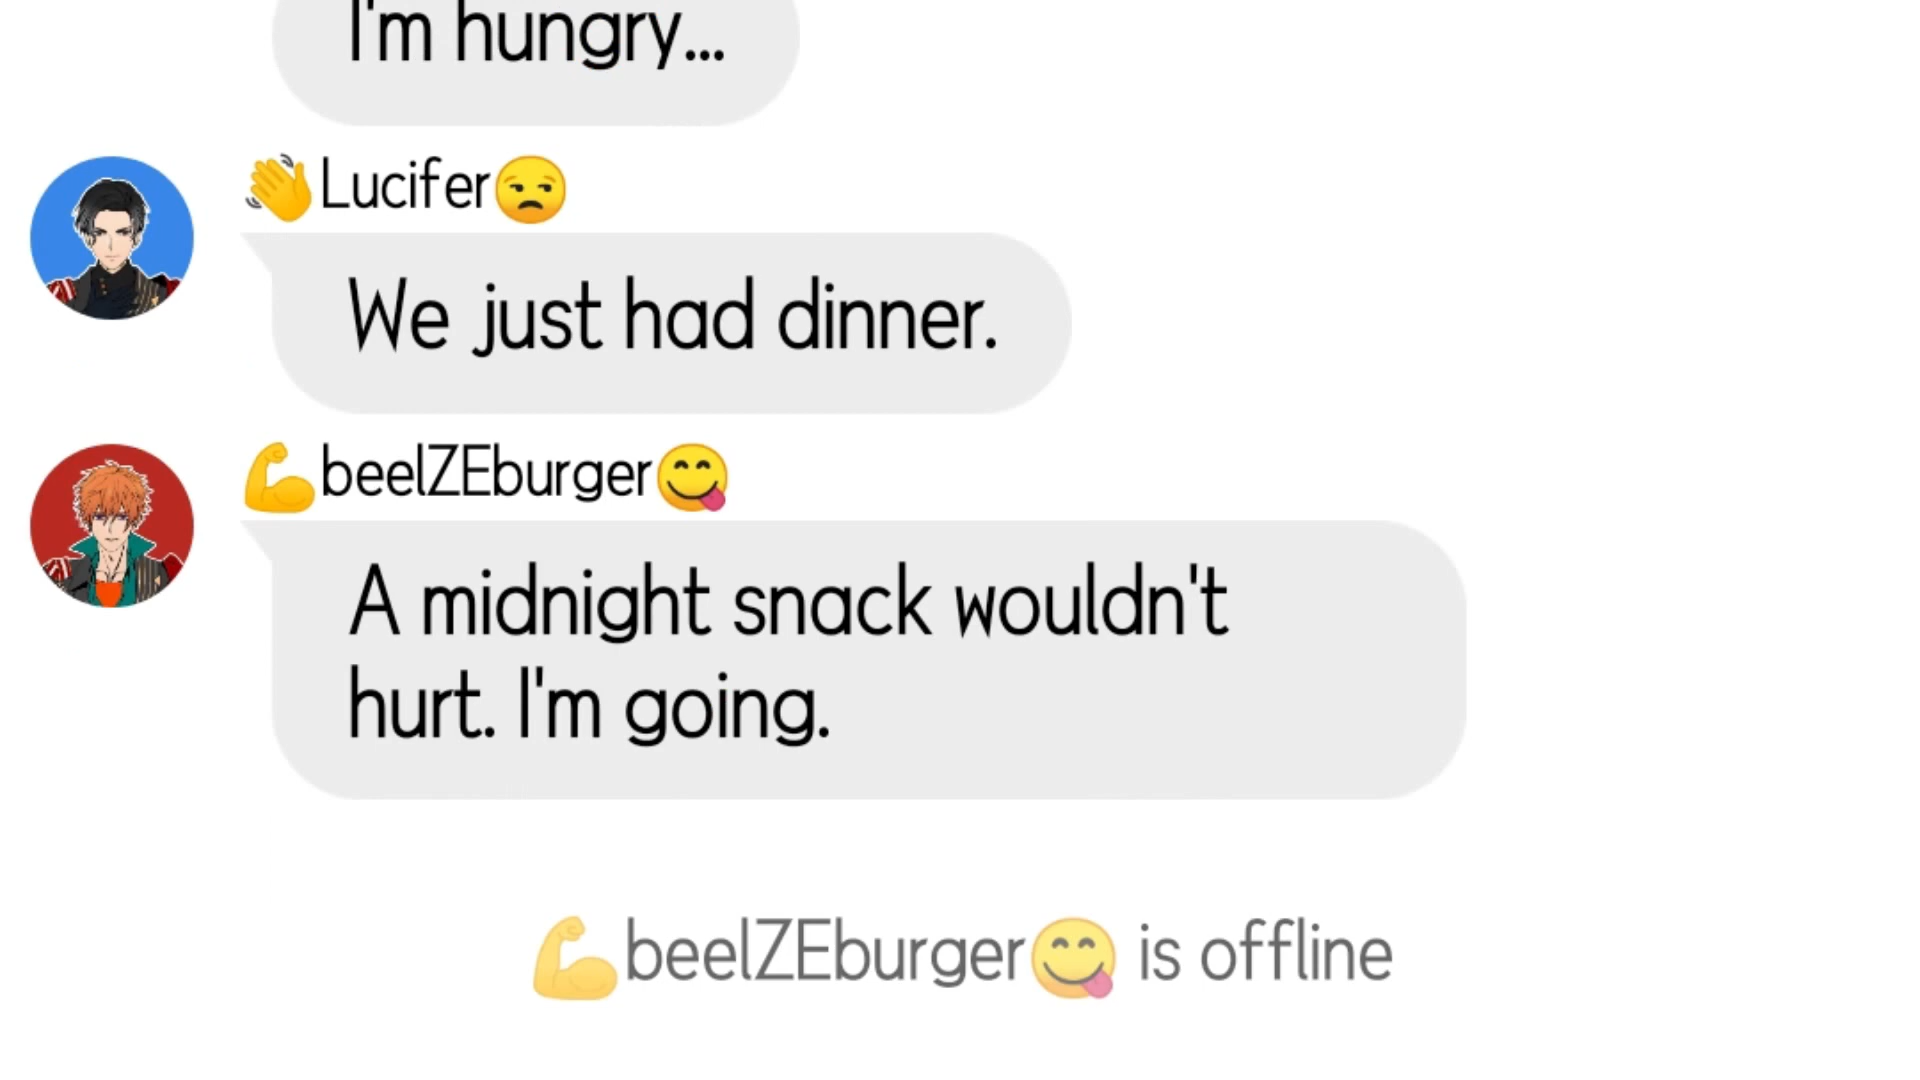 I'm hungry...
👋Lucifer😒
We just had dinner.
💪beelZEburger😋
A midnight snack wouldn't
hurt. I'm going.
💪beelZEburger😋 is offline